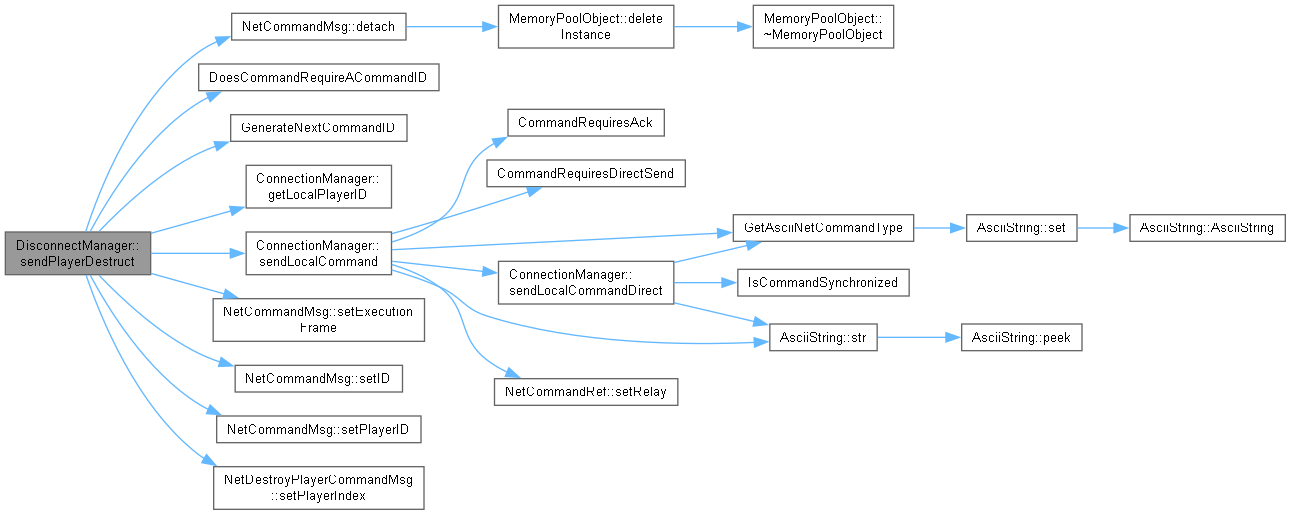 NetCommandMsg::detach
MemoryPoolObject::delete
Instance
MemoryPoolObject::
~MemoryPoolObject
DoesCommandRequireACommandID
GenerateNextCommandID
CommandRequiresAck
CommandRequiresDirectSend
ConnectionManager::
getLocalPlayerID
DisconnectManager::
sendPlayerDestruct
ConnectionManager::
sendLocalCommand
GetAsciiNetCommandType
AsciiString::set
AsciiString::AsciiString
ConnectionManager::
sendLocalCommandDirect
IsCommandSynchronized
NetCommandMsg::setExecution
Frame
AsciiString::str
AsciiString::peek
NetCommandMsg::setID
NetCommandRef::setRelay
NetCommandMsg::setPlayerID
NetDestroyPlayerCommandMsg
::setPlayerIndex